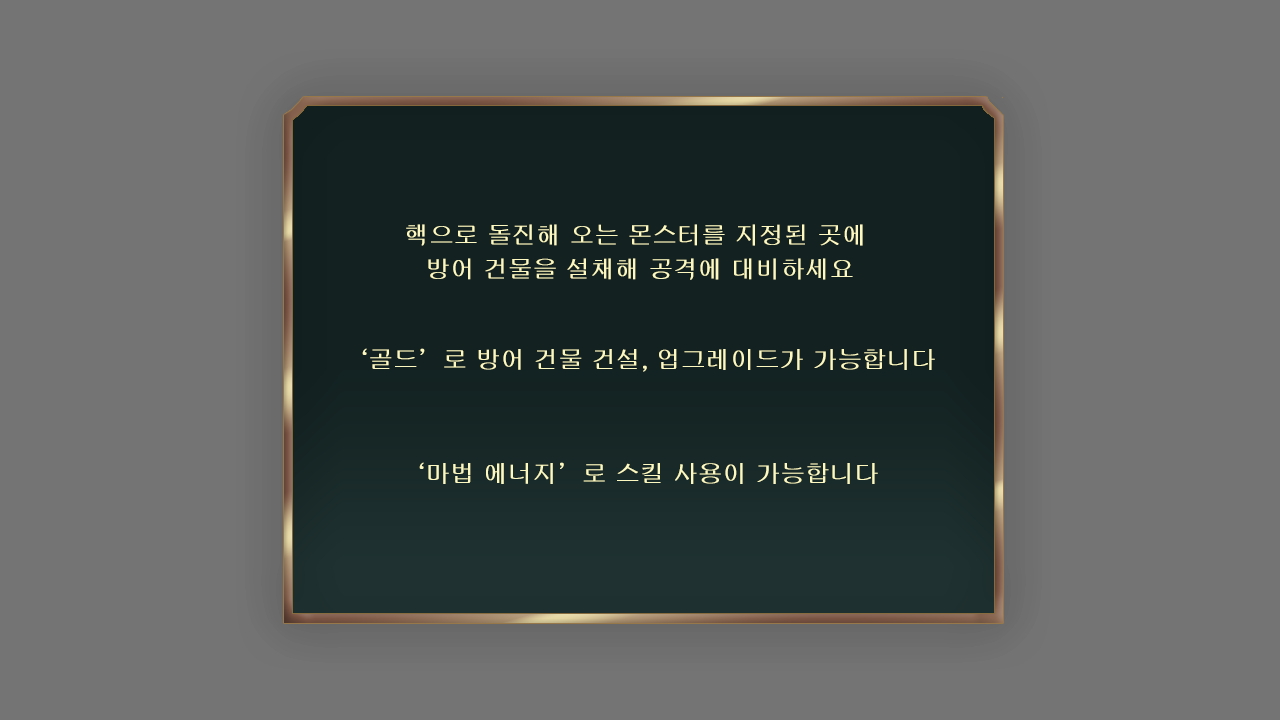 핵으로 돌진해 오는 몬스터를 지정된 곳에
방어 건물을 설채해 공격에 대비하세요
‘골드’ 로 방어 건물 건설, 업그레이드가 가능합니다
‘마법 에너지’ 로 스킬 사용이 가능합니다